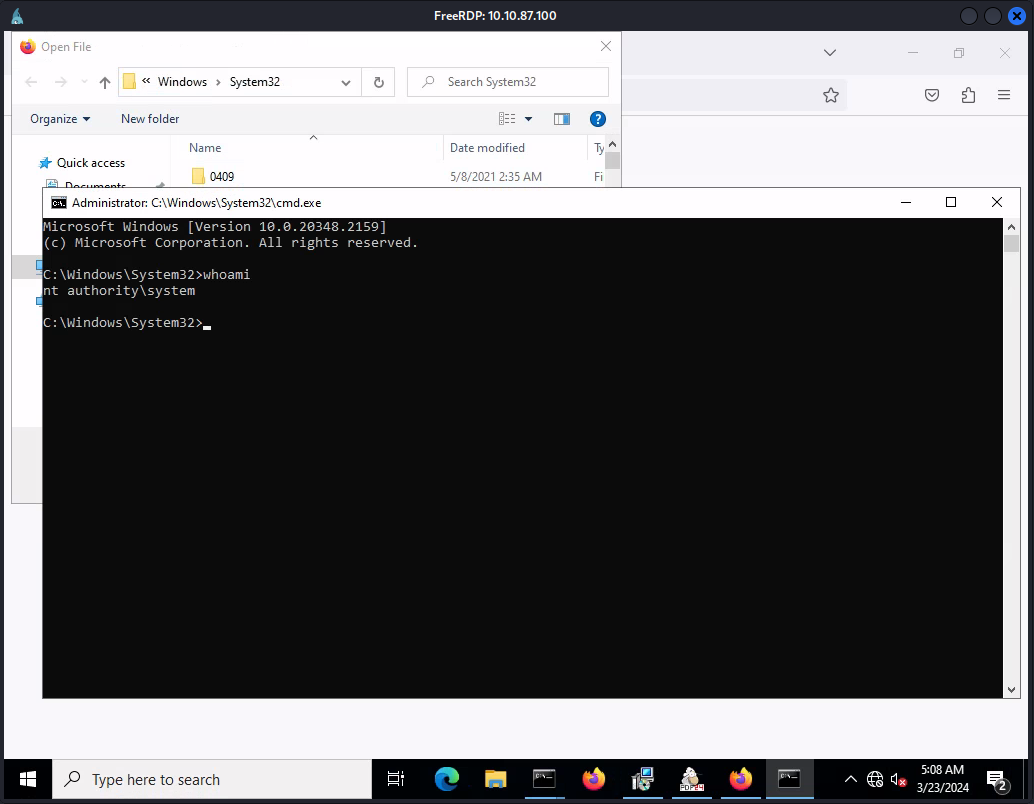 FreeRDP: 10.10.87.100
Open File
« Windows › System32
Search System32
Organize
New folder
Name
Date modified
Ty
Quick access
0409
5/8/2021 2:35 AM
Fi
Documents
Administrator: C:\Windows\System32\cmd.exe
Microsoft Windows [Version 10.0.20348.2159]
(c) Microsoft Corporation. All rights reserved.
C:\Windows\System32>whoami
nt authority\system
C:\Windows\System32>
Type here to search
PDF24
5:08 AM
3/23/2024
2